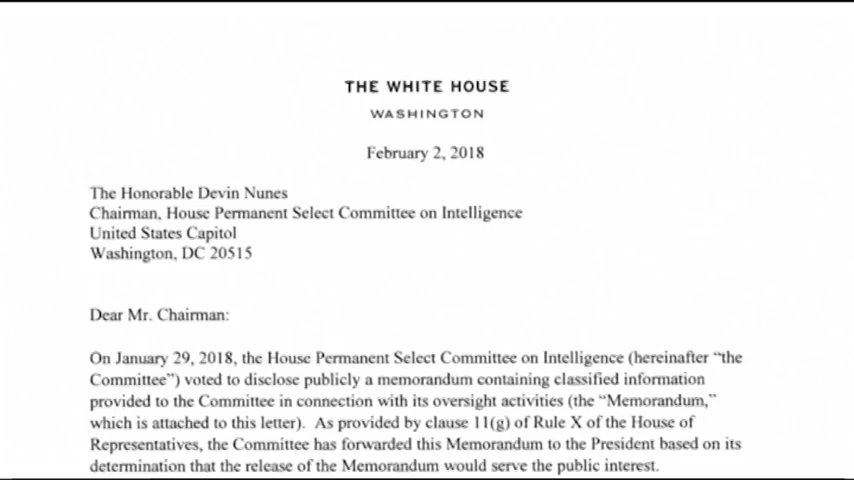 THE WHITE HOUSE
WASHINGTON
February 2, 2018
The Honorable Devin Nunes
Chairman, House Permanent Select Committee on Intelligence
United States Capitol
Washington, DC 20515
Dear Mr. Chairman:
On January 29, 2018, the House Permanent Select Committee on Intelligence (hereinafter “the
Committee”) voted to disclose publicly a memorandum containing classified information
provided to the Committee in connection with its oversight activities (the “Memorandum,”
which is attached to this letter).  As provided by clause 11(g) of Rule X of the House of
Representatives, the Committee has forwarded this Memorandum to the President based on its
determination that the release of the Memorandum would serve the public interest.